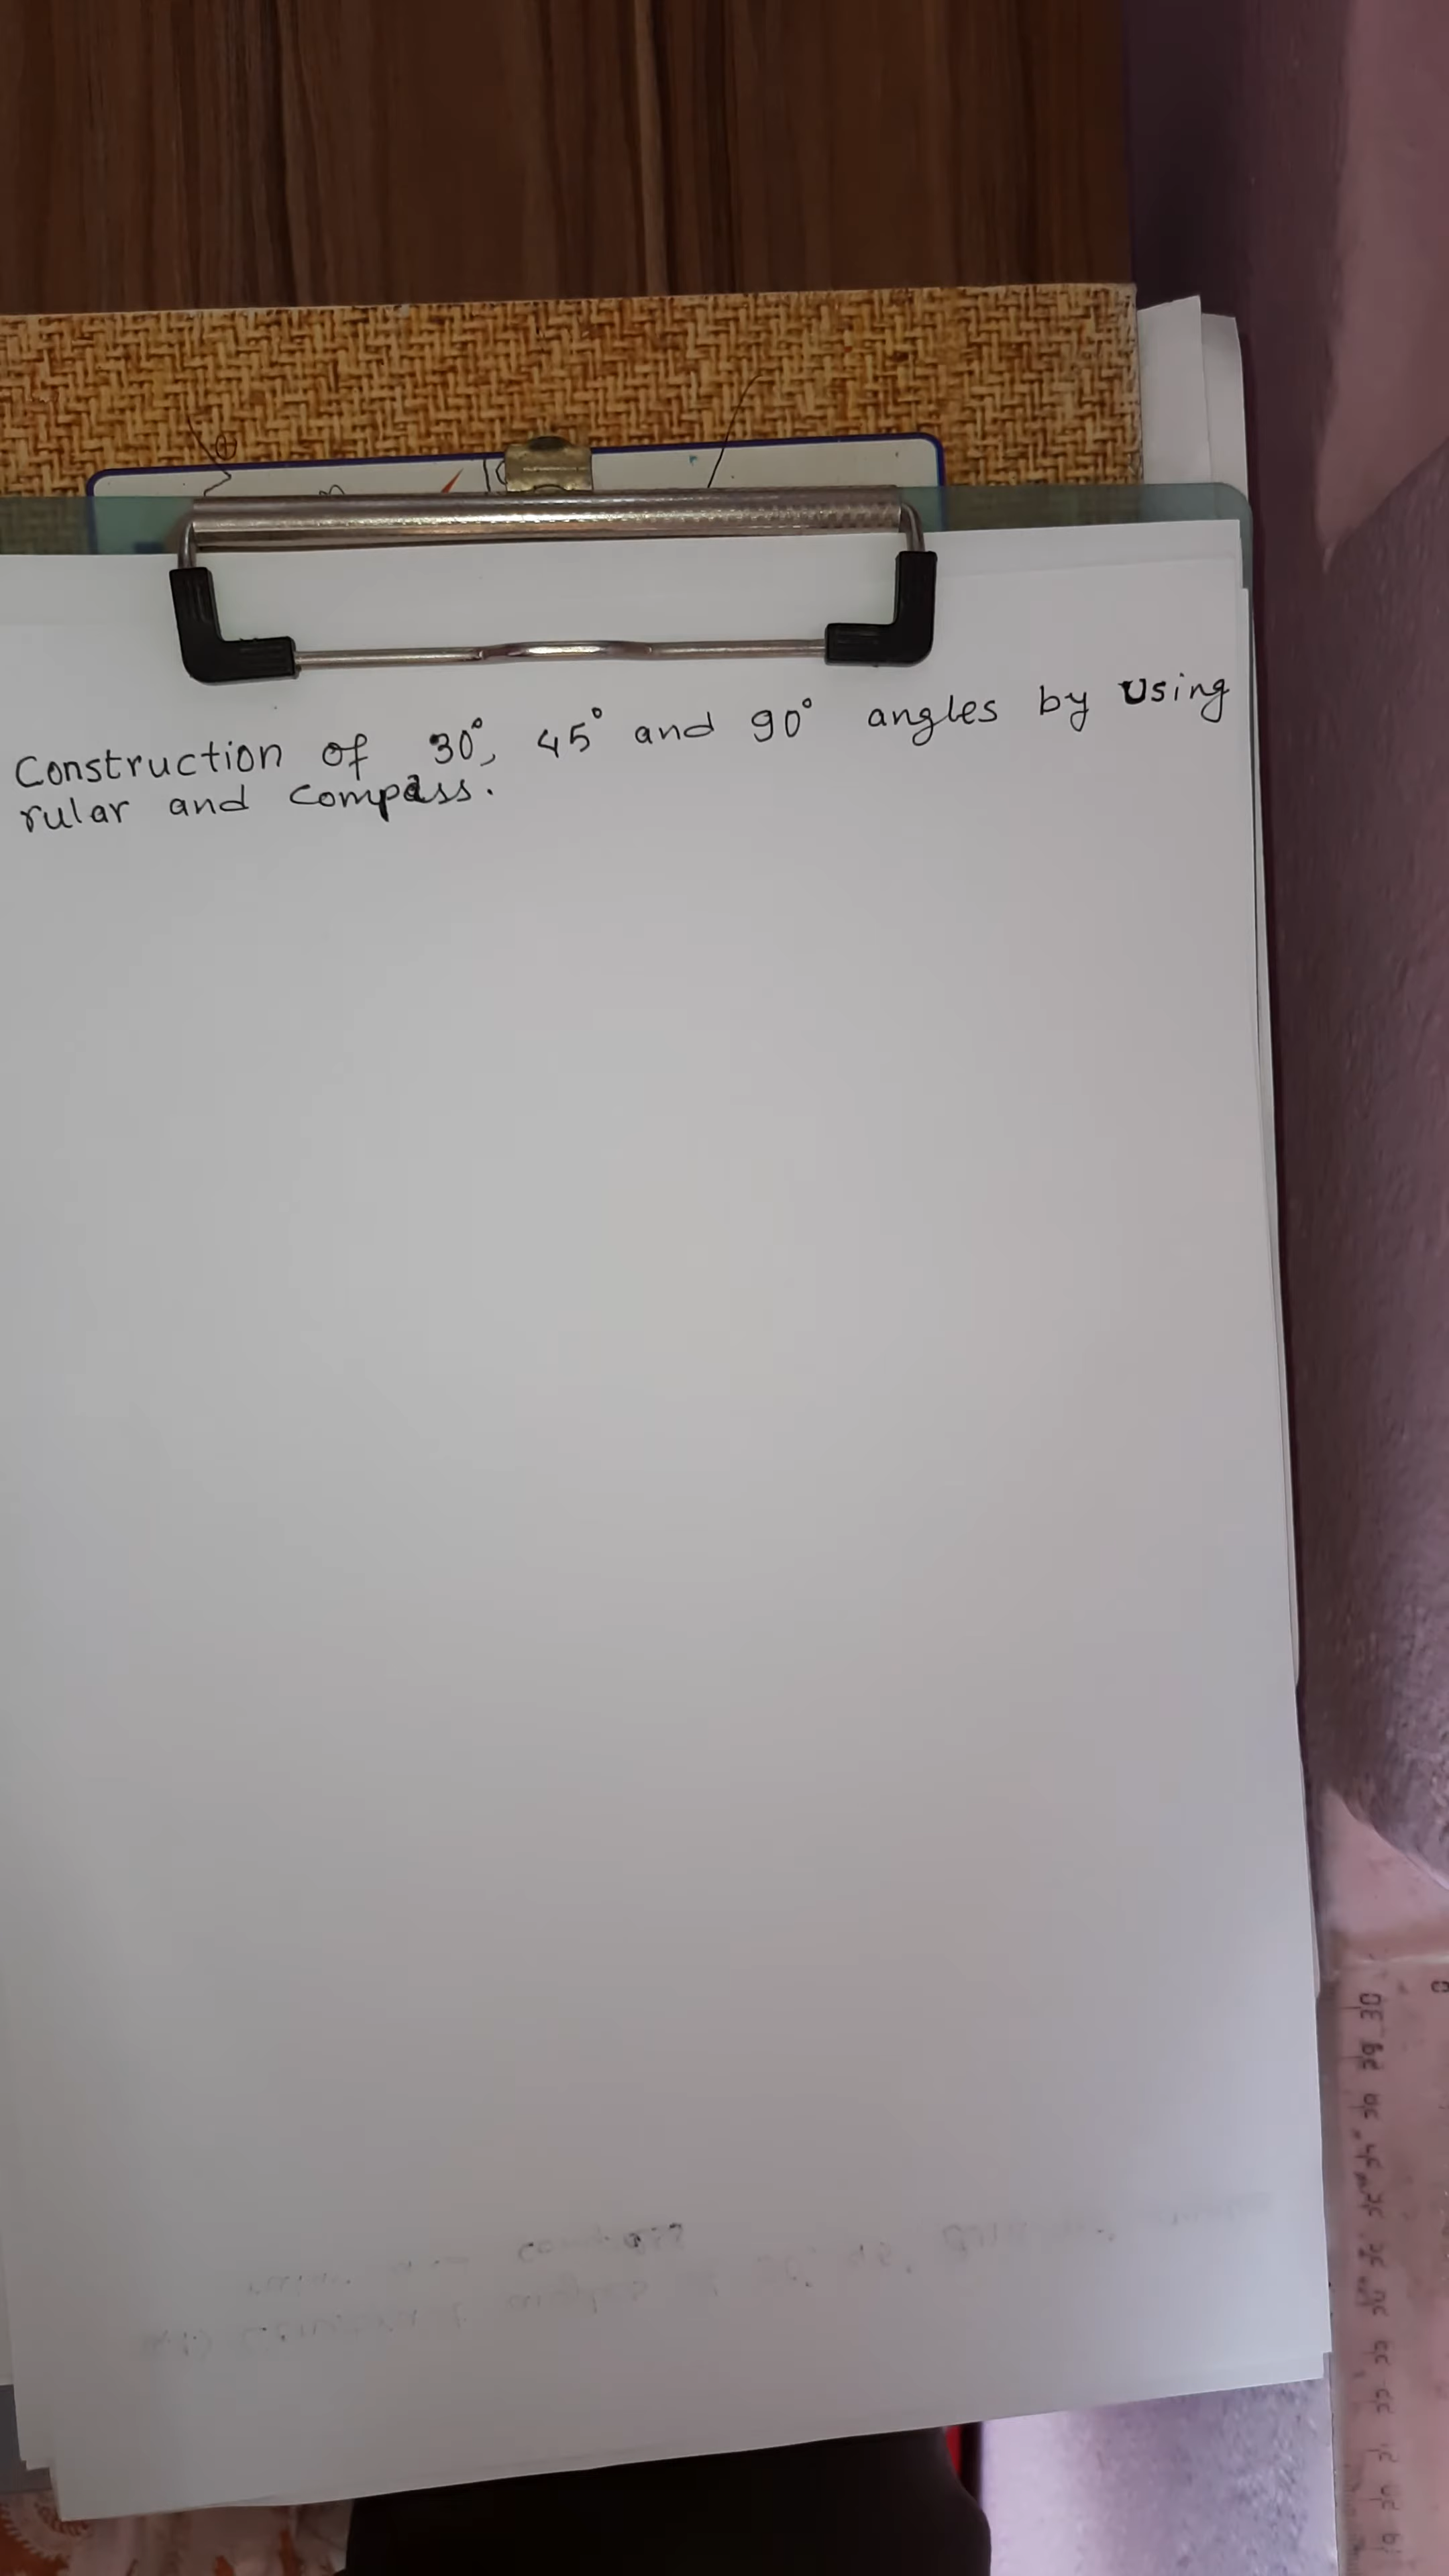 Construction of 30°, 45° and 90° angles by Using
rular and compass.